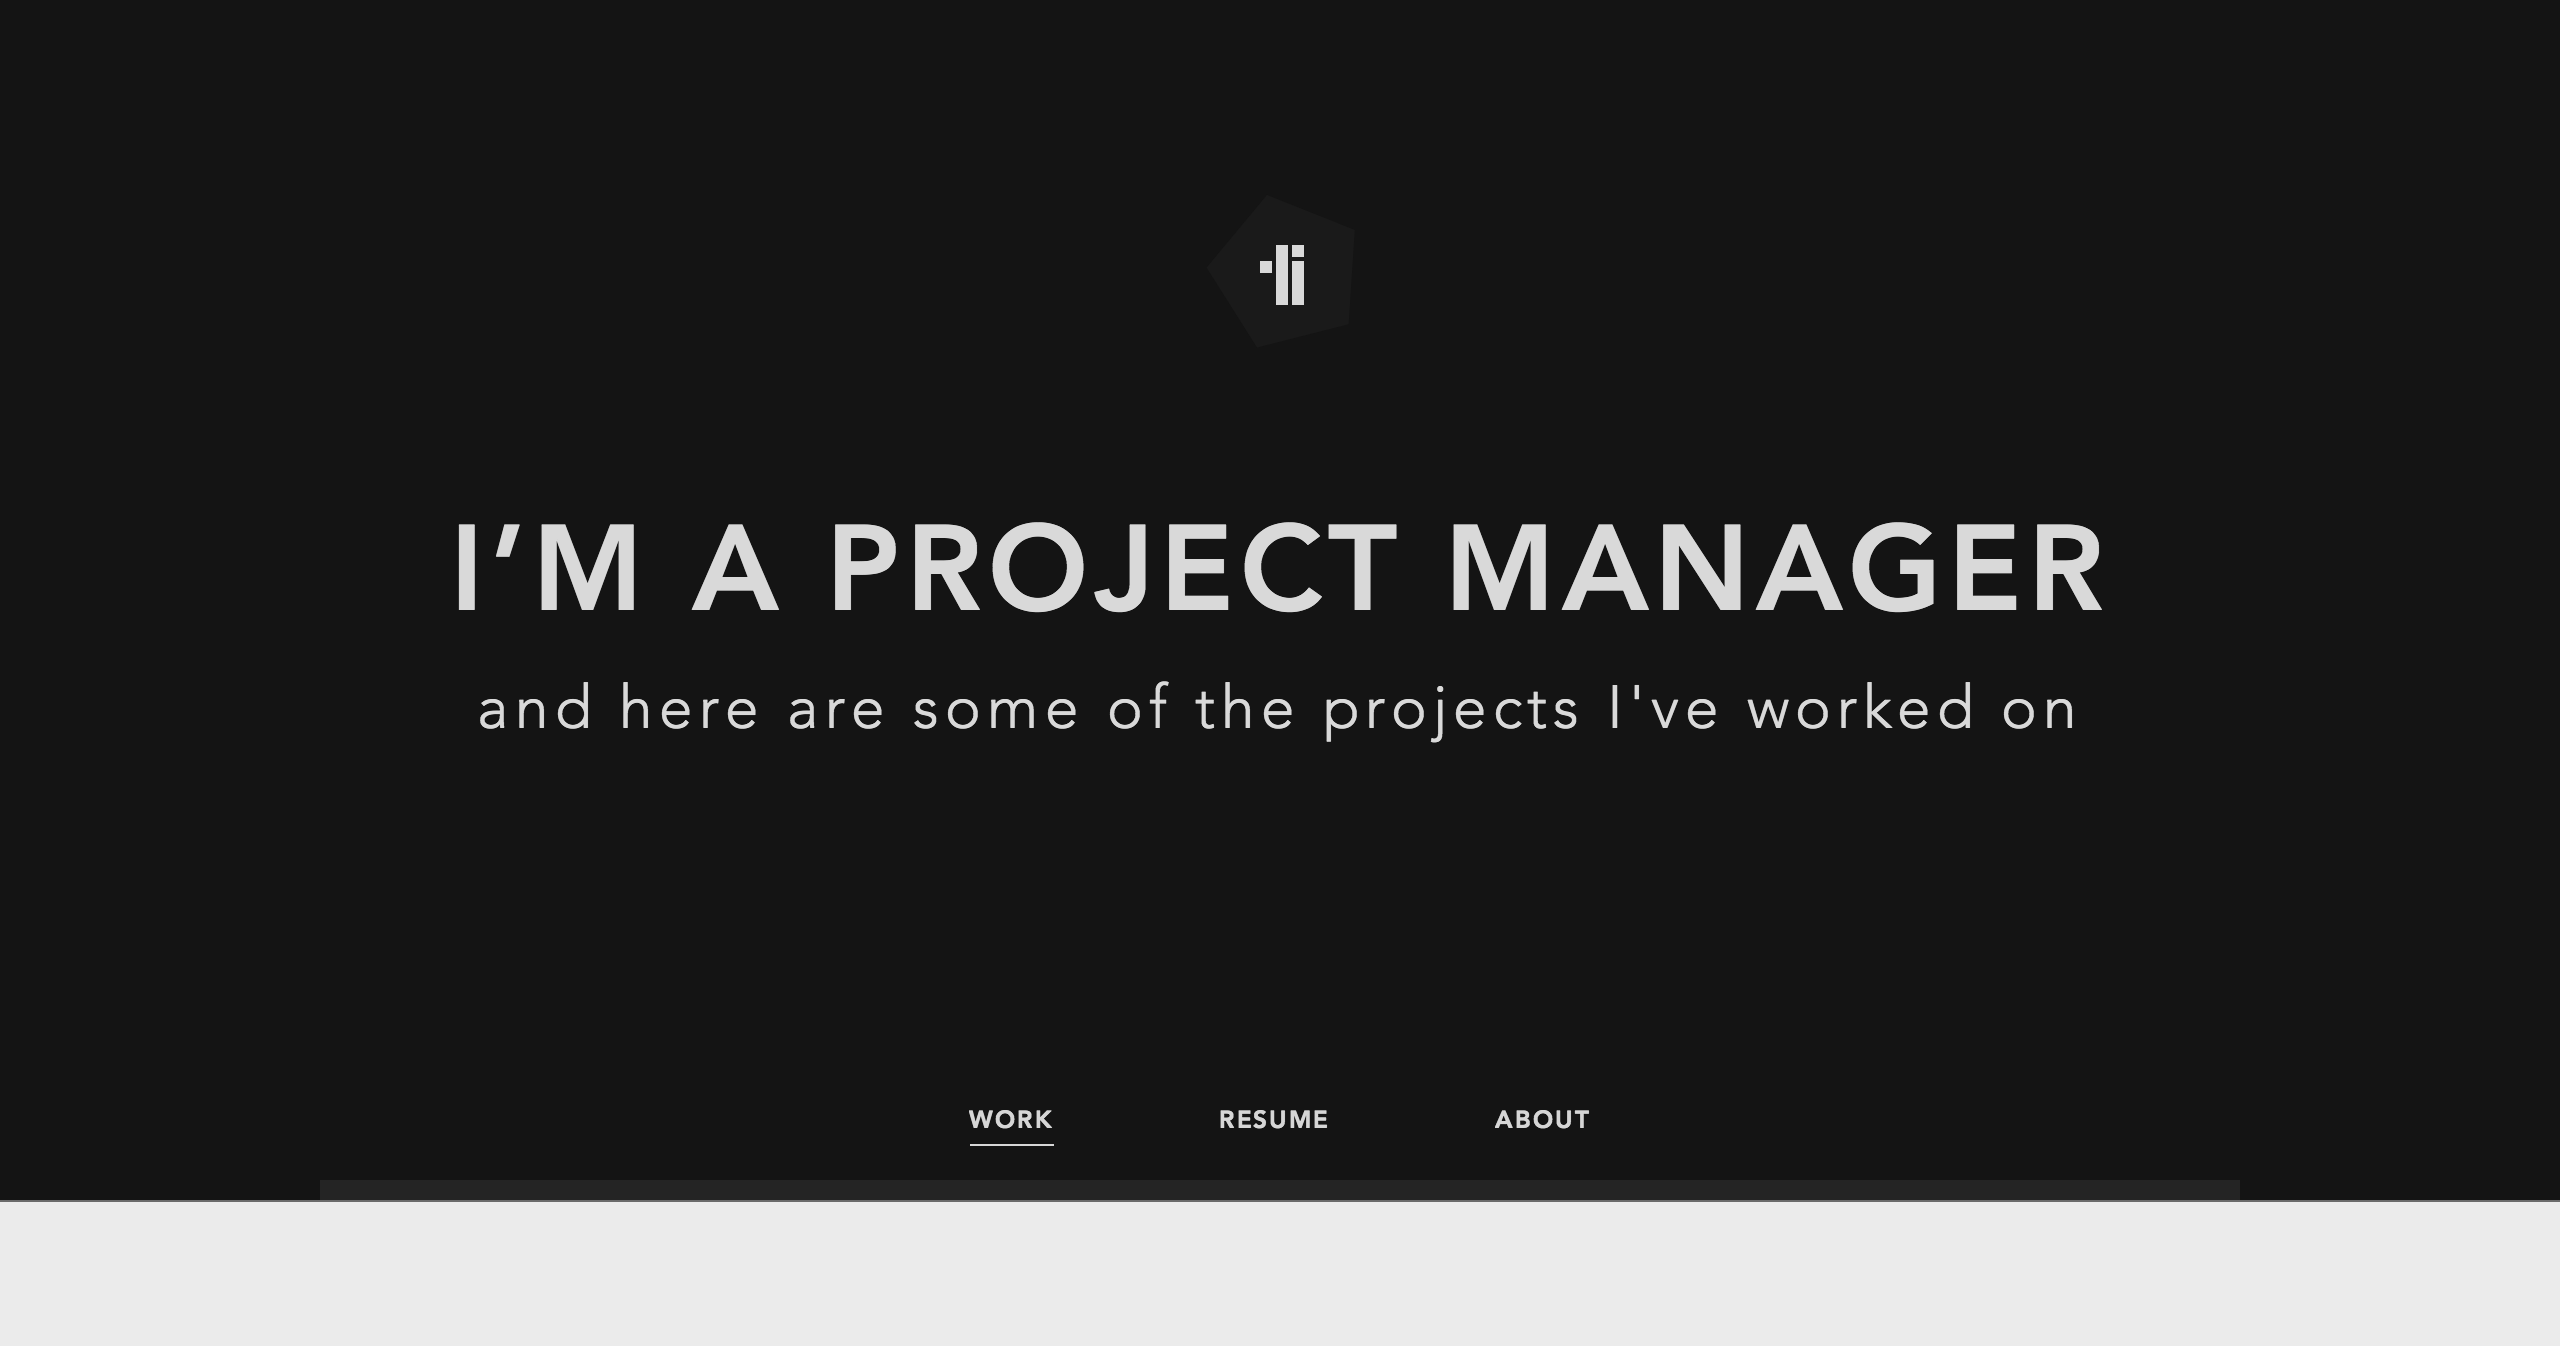 I’M A PROJECT MANAGER
and here are some of the projects I've worked on
WORK RESUME ABOUT